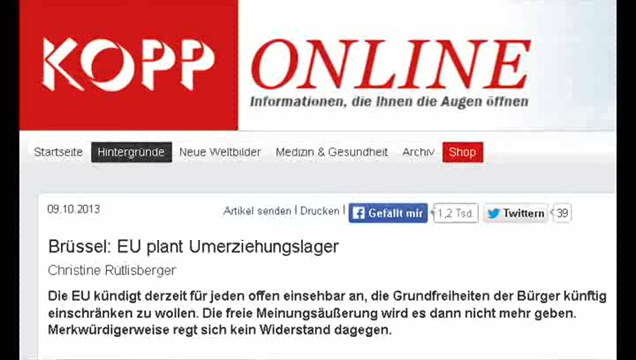 KOPP ONLINE
Informationen, die Ihnen die Augen öffnen
Startseite Hintergründe Neue Weltbilder Medizin & Gesundheit Archiv Shop
09.10.2013 Artikel senden | Drucken | Gefällt mir 1,2 Tsd. Twittern 39
Brüssel: EU plant Umerziehungslager
Christine Rütlisberger
Die EU kündigt derzeit für jeden offen einsehbar an, die Grundfreiheiten der Bürger künftig
einschränken zu wollen. Die freie Meinungsäußerung wird es dann nicht mehr geben.
Merkwürdigerweise regt sich kein Widerstand dagegen.